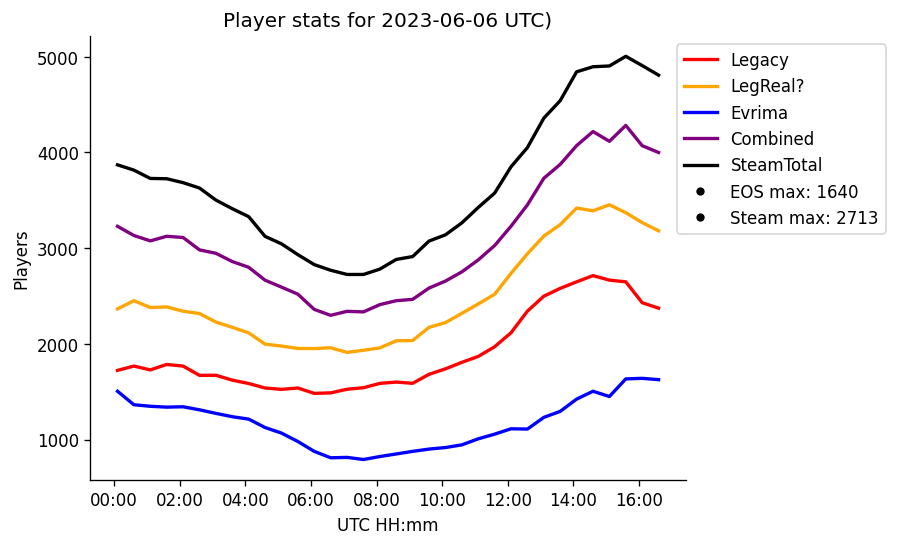 Player stats for 2023-06-06 UTC)
Legacy
LegReal?
Evrima
Combined
SteamTotal
EOS max: 1640
Steam max: 2713
5000
4000
3000
2000
1000
Players
00:00 02:00 04:00 06:00 08:00 10:00 12:00 14:00 16:00
UTC HH:mm